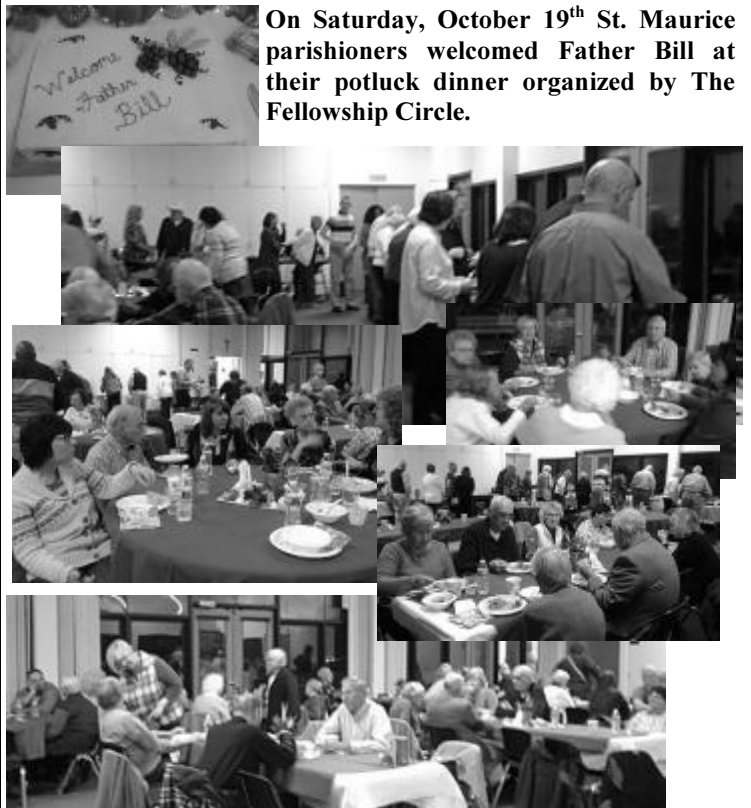 On Saturday, October 19th St. Maurice
parishioners welcomed Father Bill at
their potluck dinner organized by The
Fellowship Circle.
Welcome
Father
Bill